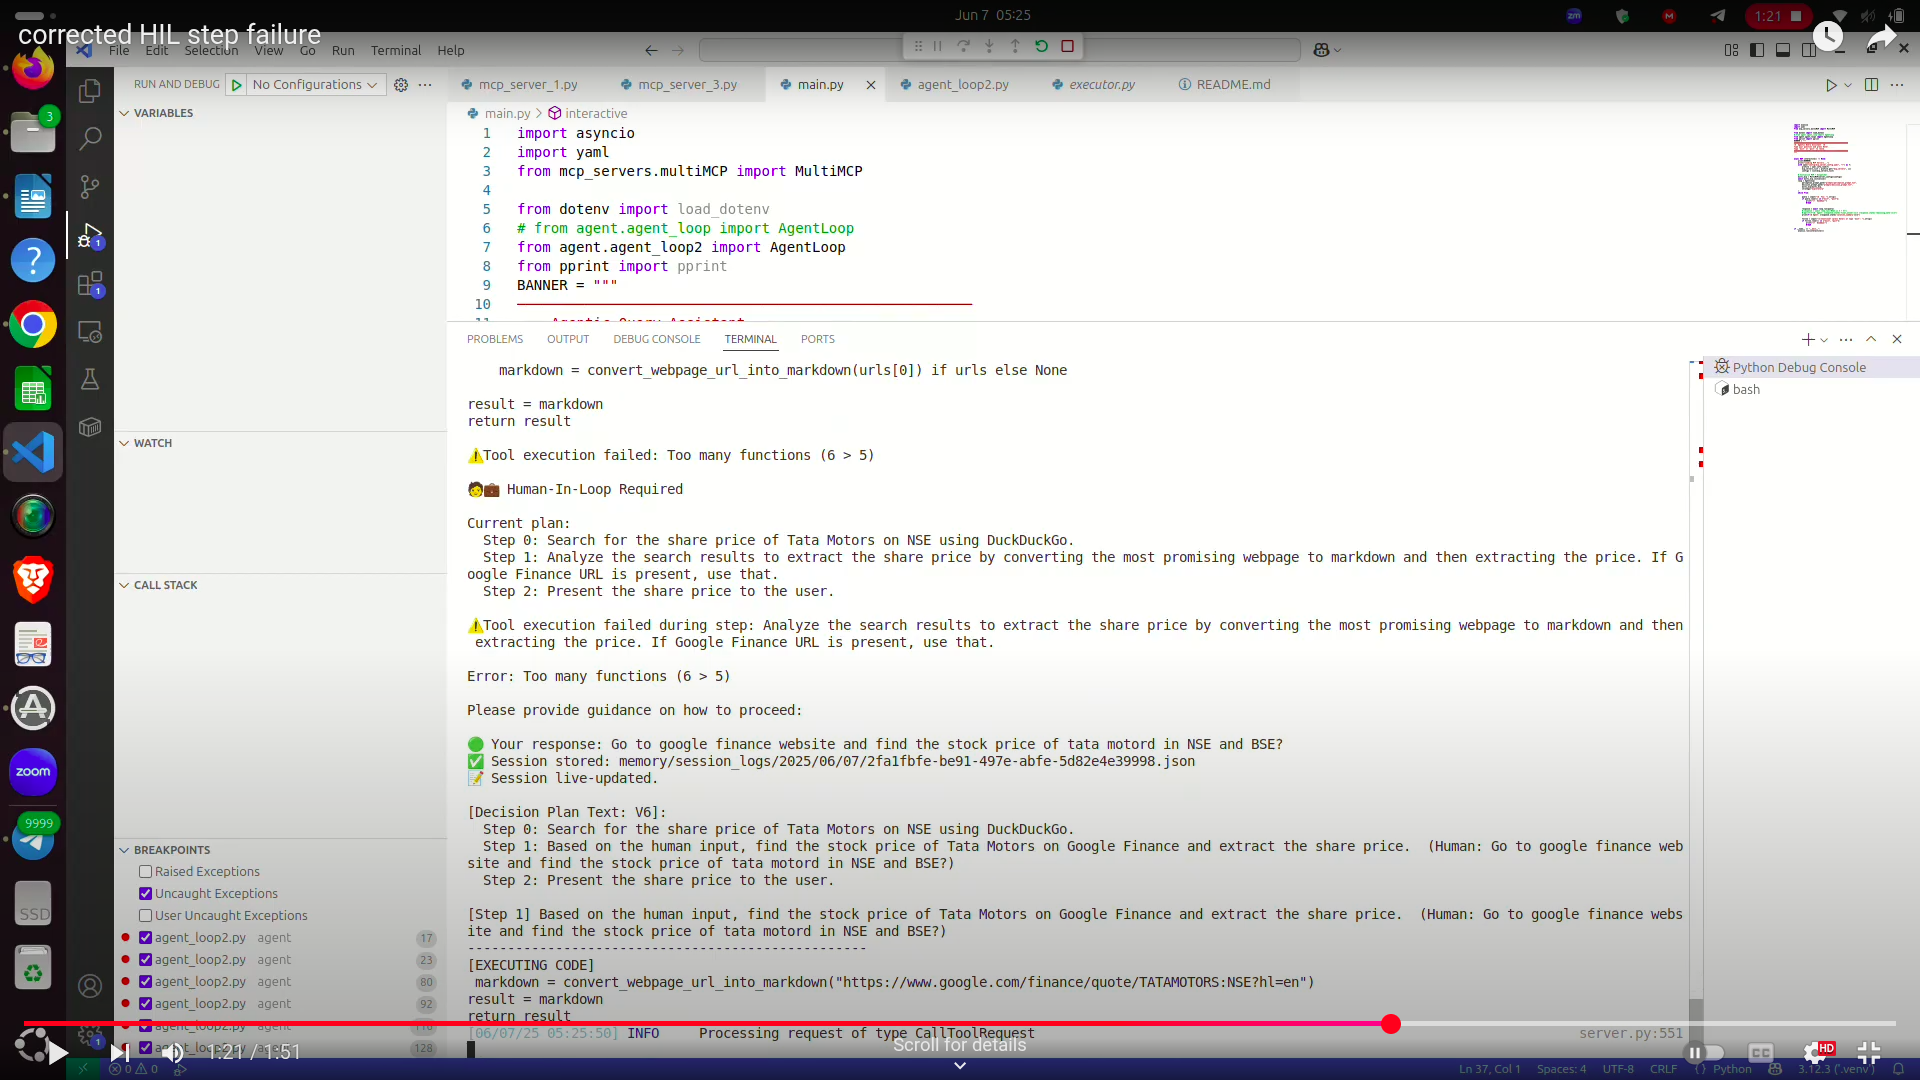 Jun 7 05:25
zm
M
1:21
corrected HIL step failure
File Edit Selection View Go Run Terminal Help
RUN AND DEBUG No Configurations
mcp_server_1.py mcp_server_3.py main.py agent_loop2.py executor.py README.md
VARIABLES
main.py > interactive
1 import asyncio
2 import yaml
3 from mcp_servers.multiMCP import MultiMCP
4
5 from dotenv import load_dotenv
6 # from agent.agent_loop import AgentLoop
7 from agent.agent_loop2 import AgentLoop
8 from pprint import pprint
9 BANNER = """
10 ──────────────────────────────────────────────────────
11 Agentic Query Assistant
PROBLEMS OUTPUT DEBUG CONSOLE TERMINAL PORTS
Python Debug Console
bash
markdown = convert_webpage_url_into_markdown(urls[0]) if urls else None
result = markdown
return result
⚠️Tool execution failed: Too many functions (6 > 5)
🧑💼 Human-In-Loop Required
Current plan:
Step 0: Search for the share price of Tata Motors on NSE using DuckDuckGo.
Step 1: Analyze the search results to extract the share price by converting the most promising webpage to markdown and then extracting the price. If G
oogle Finance URL is present, use that.
Step 2: Present the share price to the user.
⚠️Tool execution failed during step: Analyze the search results to extract the share price by converting the most promising webpage to markdown and then
extracting the price. If Google Finance URL is present, use that.
Error: Too many functions (6 > 5)
Please provide guidance on how to proceed:
🟢 Your response: Go to google finance website and find the stock price of tata motord in NSE and BSE?
✅ Session stored: memory/session_logs/2025/06/07/2fa1fbfe-be91-497e-abfe-5d82e4e39998.json
📝 Session live-updated.
[Decision Plan Text: V6]:
Step 0: Search for the share price of Tata Motors on NSE using DuckDuckGo.
Step 1: Based on the human input, find the stock price of Tata Motors on Google Finance and extract the share price. (Human: Go to google finance web
site and find the stock price of tata motord in NSE and BSE?)
Step 2: Present the share price to the user.
[Step 1] Based on the human input, find the stock price of Tata Motors on Google Finance and extract the share price. (Human: Go to google finance webs
ite and find the stock price of tata motord in NSE and BSE?)
--------------------------------------------------
[EXECUTING CODE]
markdown = convert_webpage_url_into_markdown("https://www.google.com/finance/quote/TATAMOTORS:NSE?hl=en")
result = markdown
return result
[06/07/25 05:25:50] INFO Processing request of type CallToolRequest server.py:551
WATCH
CALL STACK
BREAKPOINTS
Raised Exceptions
Uncaught Exceptions
User Uncaught Exceptions
agent_loop2.py agent 17
agent_loop2.py agent 23
agent_loop2.py agent 80
agent_loop2.py agent 92
agent_loop2.py agent
agent_loop2.py agent 128
3
1
1
zoom
9999
SSD
1
1:21 / 1:51
Scroll for details
CC
HD
0 0
Ln 37, Col 1 Spaces: 4 UTF-8 CRLF {} Python 3.12.3 ('.venv')